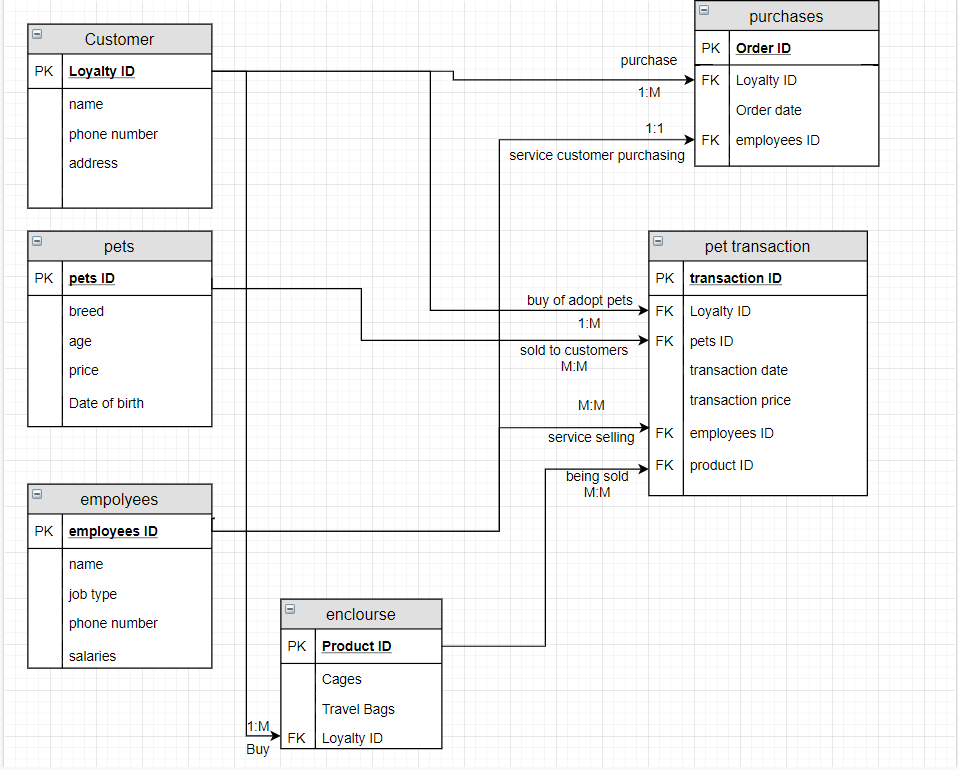 Customer
PK Loyalty ID
name
phone number
address
purchases
PK Order ID
FK Loyalty ID
Order date
FK employees ID
purchase
1:M
1:1
service customer purchasing
pets
PK pets ID
breed
age
price
Date of birth
pet transaction
PK transaction ID
FK Loyalty ID
FK pets ID
transaction date
transaction price
FK employees ID
FK product ID
buy of adopt pets
1:M
sold to customers
M:M
M:M
service selling
being sold
M:M
empolyees
PK employees ID
name
job type
phone number
salaries
enclourse
PK Product ID
Cages
Travel Bags
FK Loyalty ID
1:M
Buy